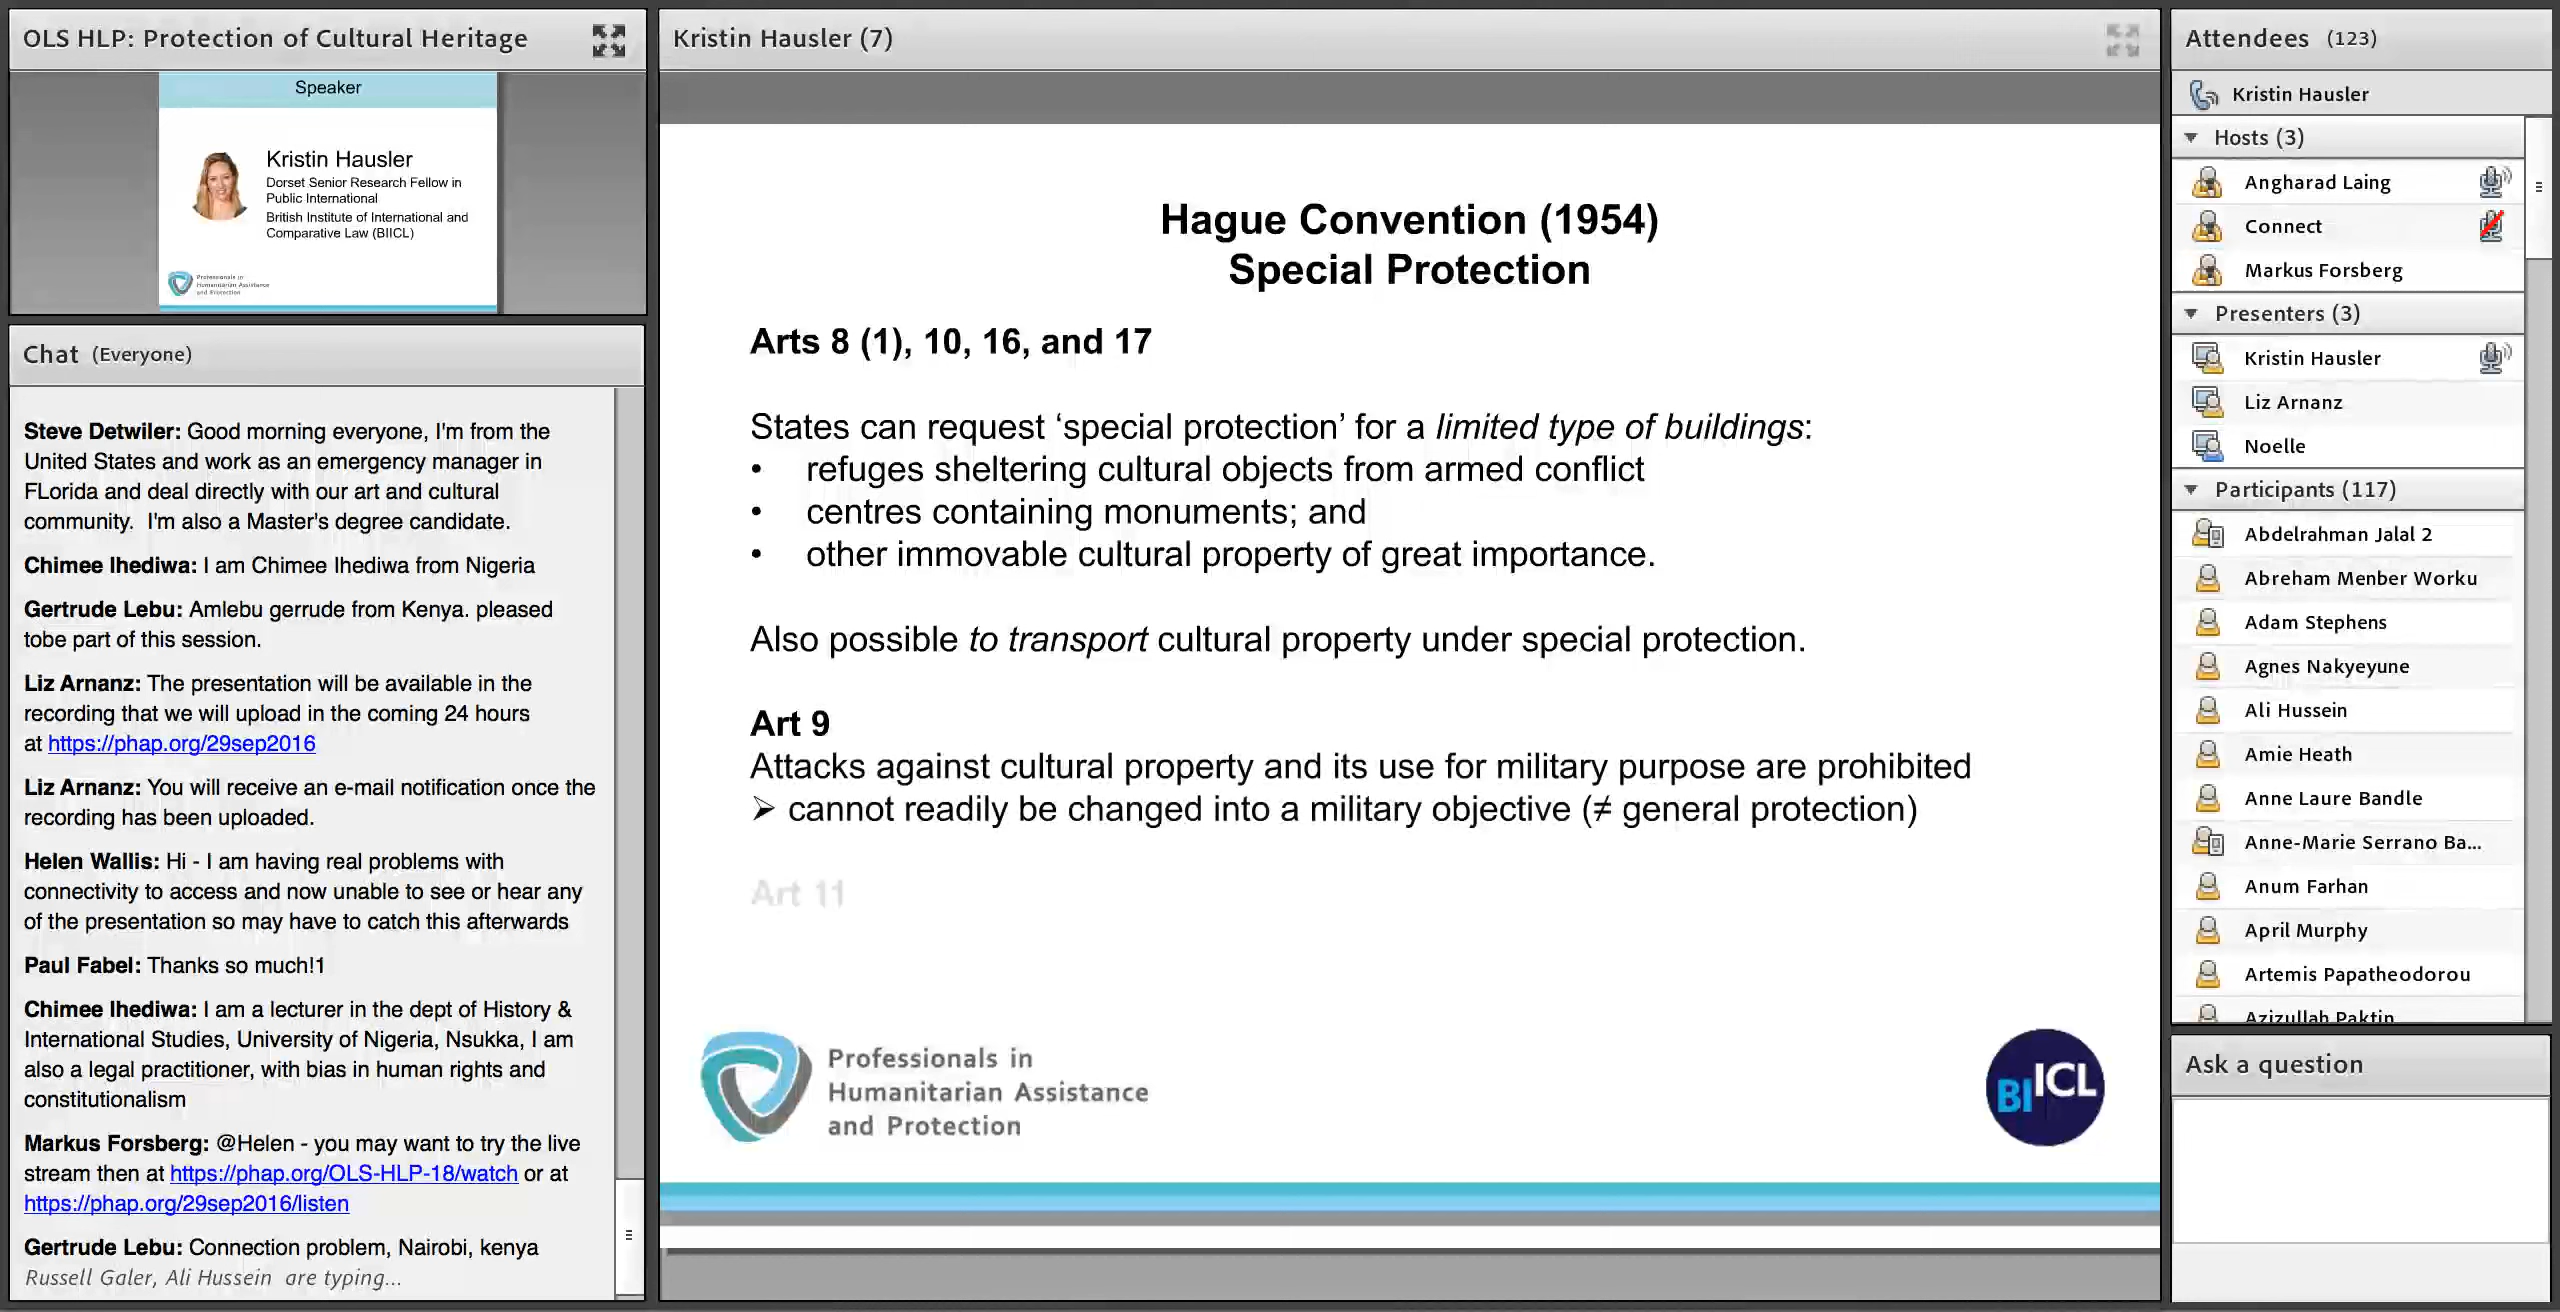 OLS HLP: Protection of Cultural Heritage
Speaker
Kristin Hausler
Dorset Senior Research Fellow in
Public International
British Institute of International and
Comparative Law (BIICL)
Professionals in
Humanitarian Assistance
and Protection
Chat (Everyone)
Steve Detwiler: Good morning everyone, I'm from the
United States and work as an emergency manager in
FLorida and deal directly with our art and cultural
community.  I'm also a Master's degree candidate.
Chimee Ihediwa: I am Chimee Ihediwa from Nigeria
Gertrude Lebu: Amlebu gerrude from Kenya. pleased
tobe part of this session.
Liz Arnanz: The presentation will be available in the
recording that we will upload in the coming 24 hours
at https://phap.org/29sep2016
Liz Arnanz: You will receive an e-mail notification once the
recording has been uploaded.
Helen Wallis: Hi - I am having real problems with
connectivity to access and now unable to see or hear any
of the presentation so may have to catch this afterwards
Paul Fabel: Thanks so much!1
Chimee Ihediwa: I am a lecturer in the dept of History &
International Studies, University of Nigeria, Nsukka, I am
also a legal practitioner, with bias in human rights and
constitutionalism
Markus Forsberg: @Helen - you may want to try the live
stream then at https://phap.org/OLS-HLP-18/watch or at
https://phap.org/29sep2016/listen
Gertrude Lebu: Connection problem, Nairobi, kenya
Russell Galer, Ali Hussein  are typing...
Kristin Hausler (7)
Hague Convention (1954)
Special Protection
Arts 8 (1), 10, 16, and 17
States can request ‘special protection’ for a limited type of buildings:
• refuges sheltering cultural objects from armed conflict
• centres containing monuments; and
• other immovable cultural property of great importance.
Also possible to transport cultural property under special protection.
Art 9
Attacks against cultural property and its use for military purpose are prohibited
➢ cannot readily be changed into a military objective (≠ general protection)
Art 11
Professionals in
Humanitarian Assistance
and Protection
BIICL
Attendees (123)
Kristin Hausler
Hosts (3)
Angharad Laing
Connect
Markus Forsberg
Presenters (3)
Kristin Hausler
Liz Arnanz
Noelle
Participants (117)
Abdelrahman Jalal 2
Abreham Menber Worku
Adam Stephens
Agnes Nakyeyune
Ali Hussein
Amie Heath
Anne Laure Bandle
Anne-Marie Serrano Ba...
Anum Farhan
April Murphy
Artemis Papatheodorou
Azizullah Paktin
Ask a question